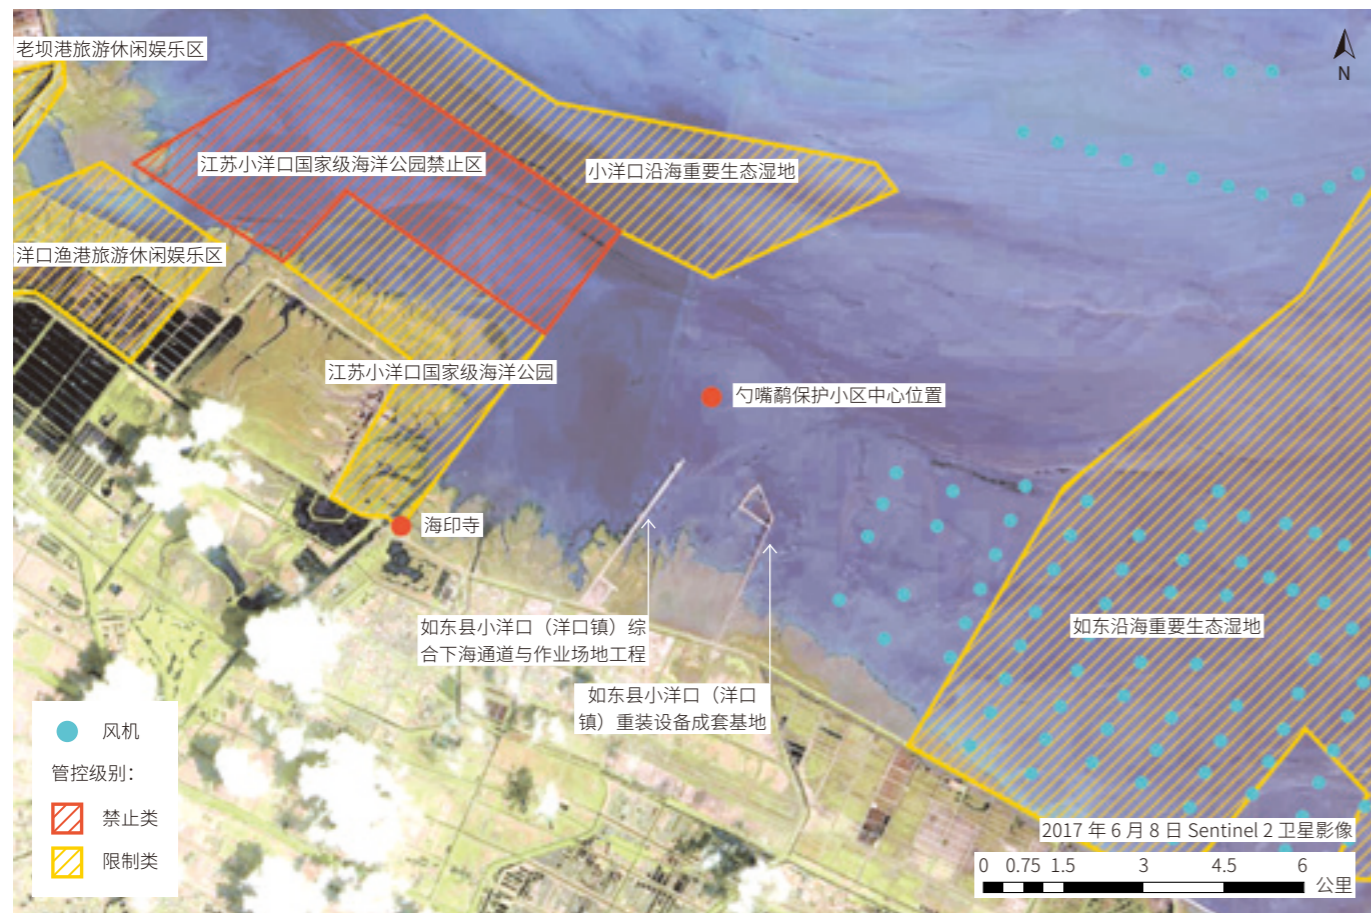 老坝港旅游休闲娱乐区
N
江苏小洋口国家级海洋公园禁止区
小洋口沿海重要生态湿地
洋口渔港旅游休闲娱乐区
江苏小洋口国家级海洋公园
勺嘴鹬保护小区中心位置
海印寺
如东县小洋口（洋口镇）综
合下海通道与作业场地工程
如东沿海重要生态湿地
如东县小洋口（洋口
镇）重装设备成套基地
风机
管控级别：
禁止类
限制类
2017 年 6 月 8 日 Sentinel 2 卫星影像
0 0.75 1.5 3 4.5 6
公里